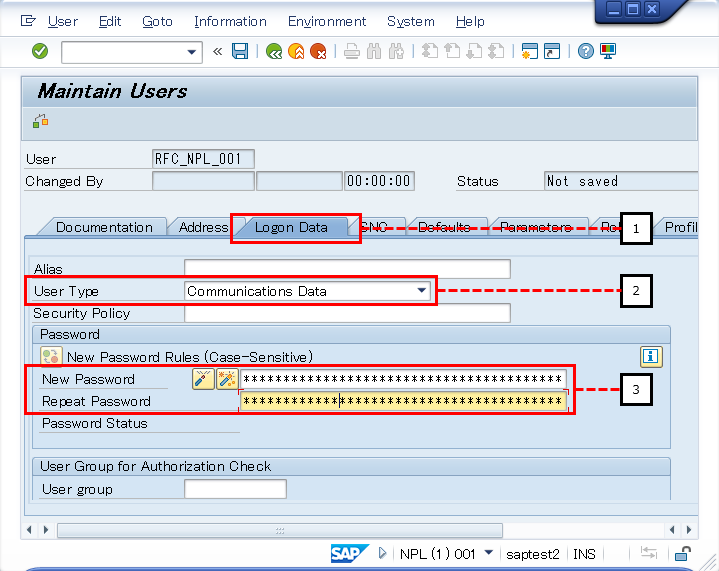 User Edit Goto Information Environment System Help
«
Maintain Users
User RFC_NPL_001
Changed By 00:00:00 Status Not saved
Documentation Address Logon Data SNC Defaults Parameters Ro Profil 1
Alias
User Type Communications Data 2
Security Policy
Password
New Password Rules (Case-Sensitive)
New Password ****************************************
Repeat Password ****************************************
3
Password Status
User Group for Authorization Check
User group
SAP NPL (1) 001 saptest2 INS